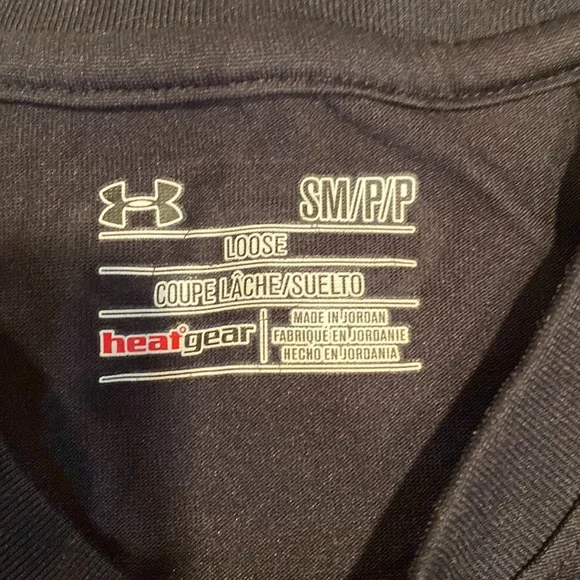 SM/P/P
LOOSE
COUPE LÂCHE/SUELTO
heatgear
MADE IN JORDAN
FABRIQUÉ EN JORDANIE
HECHO EN JORDANIA